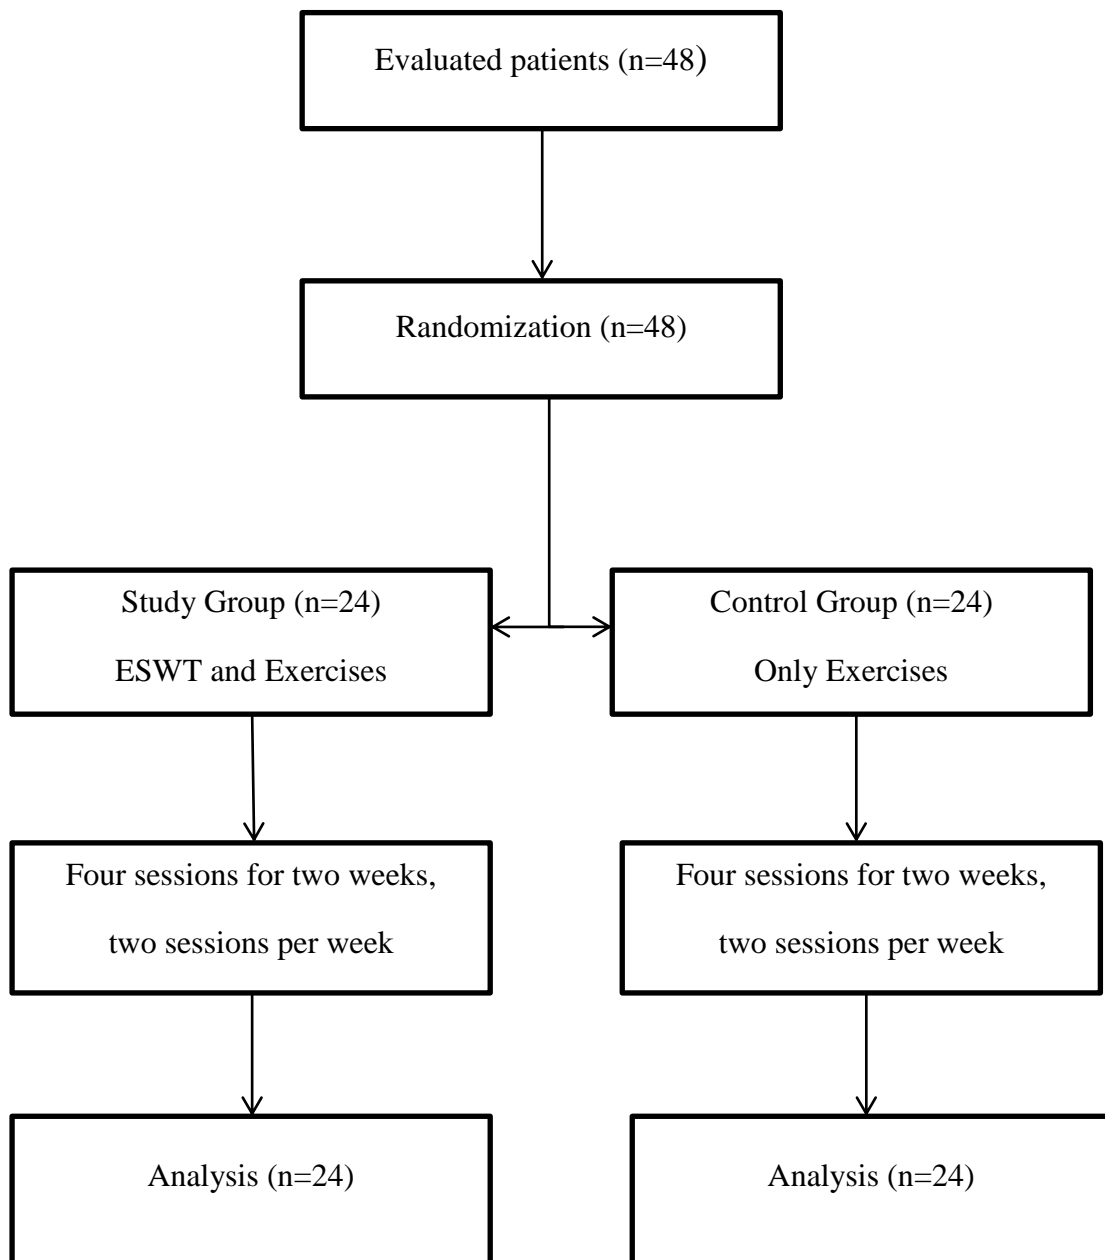 Evaluated patients (n=48)
Randomization (n=48)
Study Group (n=24)
ESWT and Exercises
Control Group (n=24)
Only Exercises
Four sessions for two weeks,
two sessions per week
Four sessions for two weeks,
two sessions per week
Analysis (n=24)
Analysis (n=24)